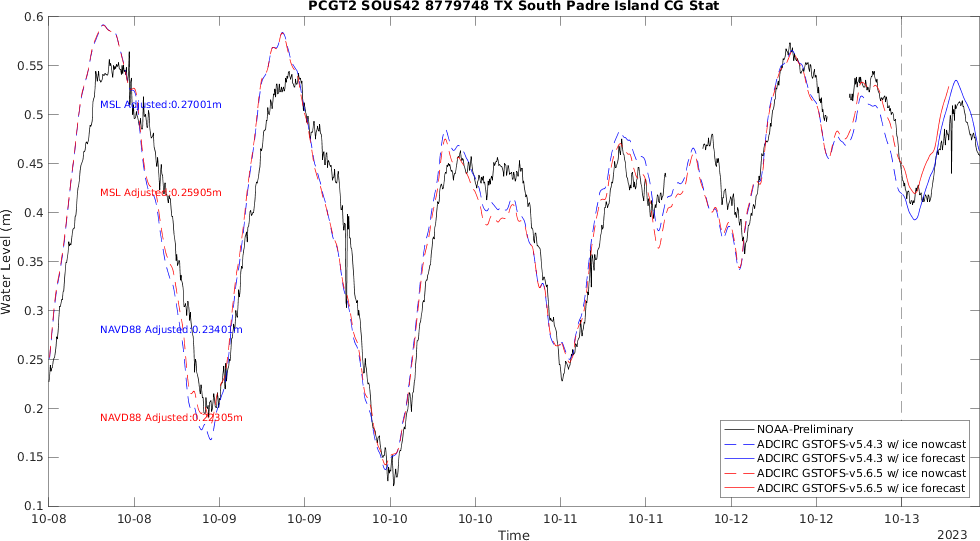 PCGT2 SOUS42 8779748 TX South Padre Island CG Stat
0.6
0.55
0.5
0.45
0.4
0.35
0.3
0.25
0.2
0.15
0.1
Water Level (m)
MSL Adjusted:0.27001m
MSL Adjusted:0.25905m
NAVD88 Adjusted:0.23401m
NAVD88 Adjusted:0.22305m
NOAA-Preliminary
ADCIRC GSTOFS-v5.4.3 w/ ice nowcast
ADCIRC GSTOFS-v5.4.3 w/ ice forecast
ADCIRC GSTOFS-v5.6.5 w/ ice nowcast
ADCIRC GSTOFS-v5.6.5 w/ ice forecast
10-08 10-08 10-09 10-09 10-10 10-10 10-11 10-11 10-12 10-12 10-13
Time
2023